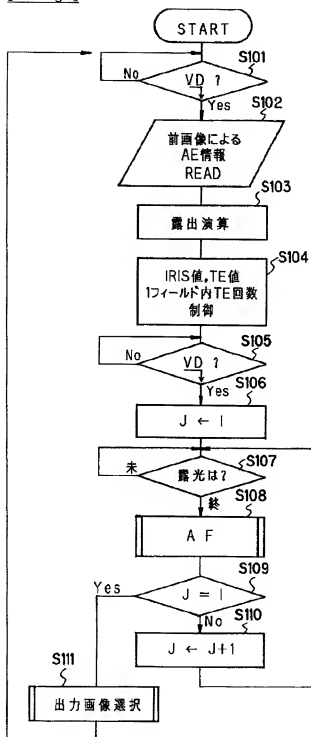 START
S101
No
VD ?
Yes
S102
前画像による
AE情報
READ
S103
露出演算
S104
IRIS値,TE値
1フィールド内TE回数
制御
S105
No
VD ?
Yes
S106
J ← 1
S107
未
露光は?
終
S108
A F
S109
Yes
J = I
No
S110
J ← J+1
S111
出力画像選択